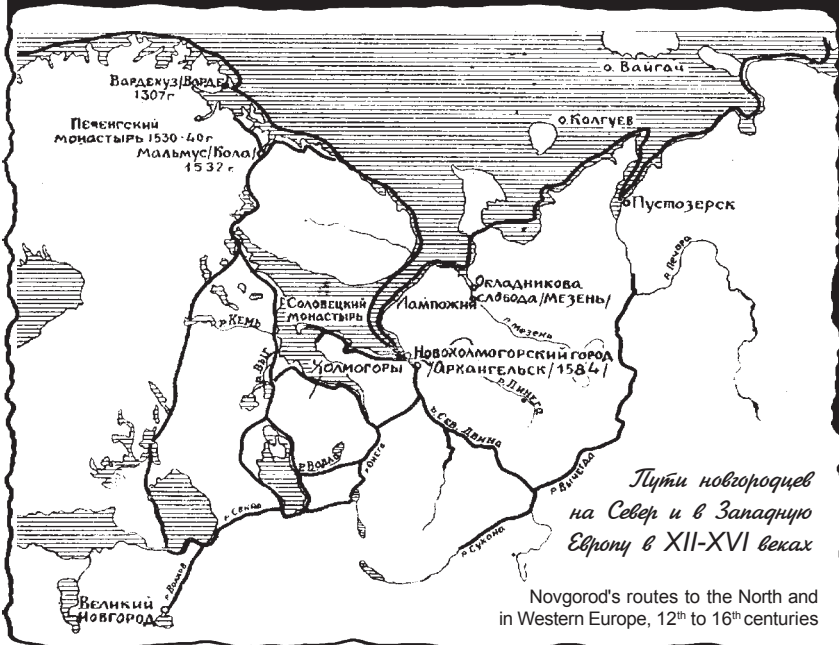 о. Вайгач
Вардехуз/Варде/
1307г
Печенгский
монастырь 1530-40г
Мальмус/Кола/
1532г.
о.Колгуев
Пустозерск
р.Печора
Окладникова
слобода/Мезень/
Лампожня
р.Мезень
Соловецкий
монастырь
р.Кемь
р.Выг
Холмогоры
Новохолмогорский город
/Архангельск/1584/
р.Пинега
р.Сев.Двина
р.Водла
р.Онега
р.Вычегда
р.Свирь
р.Сухона
р.Волхов
Великий
Новгород
Пути новгородцев
на Север и в Западную
Европу в XII-XVI веках
Novgorod's routes to the North and
in Western Europe, 12th to 16th centuries